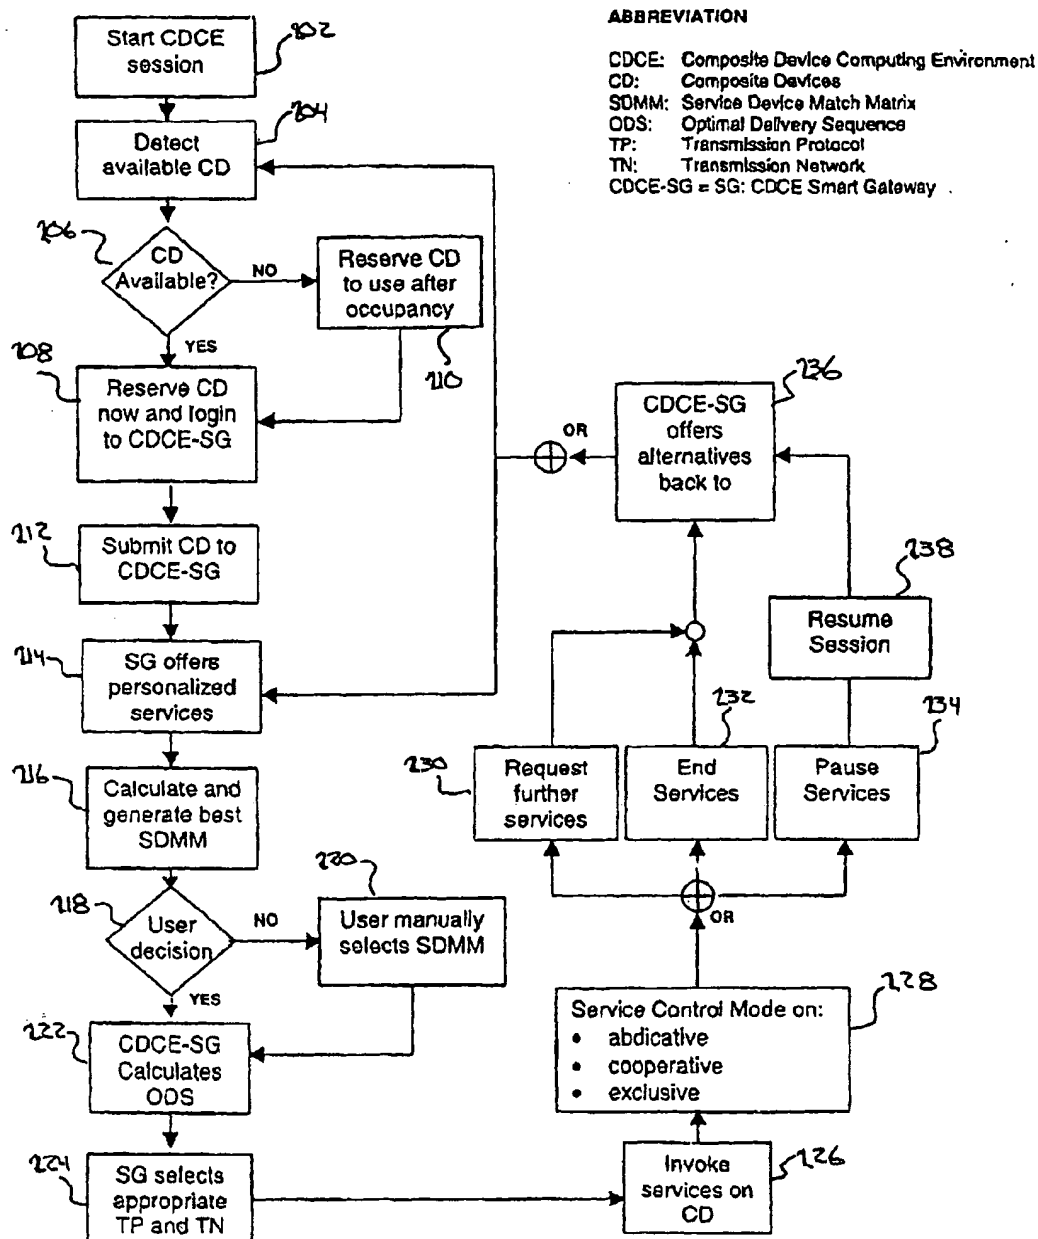 ABBREVIATION
CDCE: Composite Device Computing Environment
CD: Composite Devices
SDMM: Service Device Match Matrix
ODS: Optimal Delivery Sequence
TP: Transmission Protocol
TN: Transmission Network
CDCE-SG = SG: CDCE Smart Gateway
Start CDCE
session
202
Detect
available CD
204
206
CD
Available?
NO
YES
Reserve CD
to use after
occupancy
210
208
Reserve CD
now and login
to CDCE-SG
212
Submit CD to
CDCE-SG
214
SG offers
personalized
services
216
Calculate and
generate best
SDMM
218
User
decision
NO
YES
220
User manually
selects SDMM
222
CDCE-SG
Calculates
ODS
224
SG selects
appropriate
TP and TN
226
Invoke
services on
CD
228
Service Control Mode on:
• abdicative
• cooperative
• exclusive
OR
230
Request
further
services
232
End
Services
234
Pause
Services
238
Resume
Session
236
CDCE-SG
offers
alternatives
back to
OR